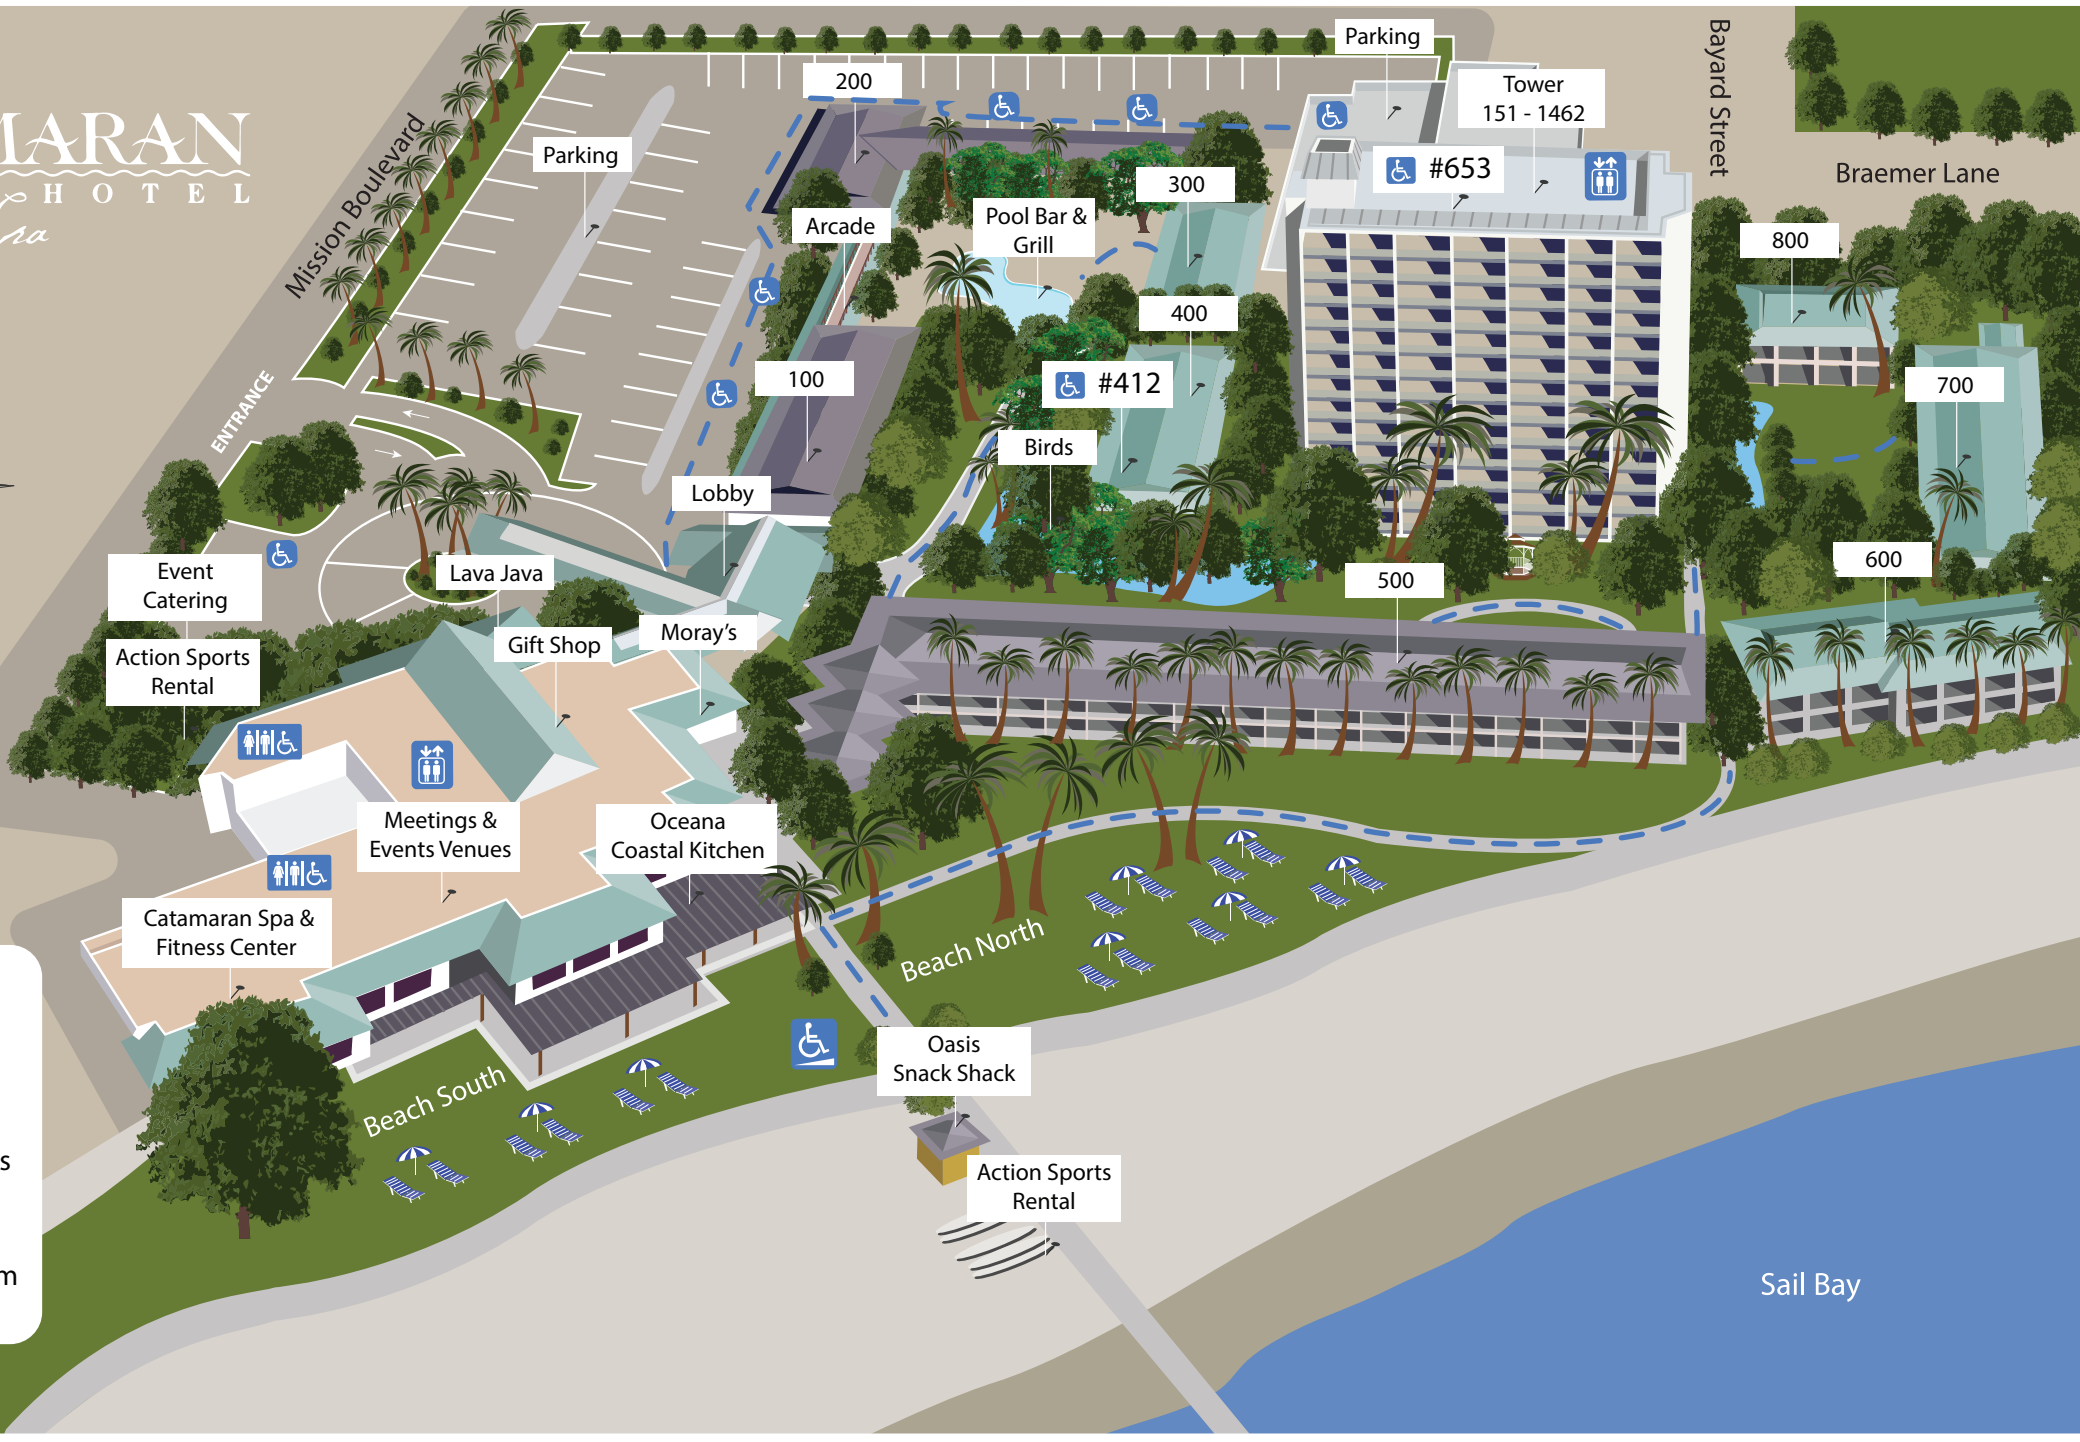 Parking
Bayard Street
200
Tower
151 - 1462
MARAN
HOTEL
Mission Boulevard
Parking
#653
Braemer Lane
300
Arcade
Pool Bar &
Grill
800
400
100
#412
700
ENTRANCE
Birds
Lobby
Event
Catering
Lava Java
600
500
Gift Shop
Moray's
Action Sports
Rental
Meetings &
Events Venues
Oceana
Coastal Kitchen
Catamaran Spa &
Fitness Center
Beach North
Oasis
Snack Shack
Beach South
s
Action Sports
Rental
m
Sail Bay